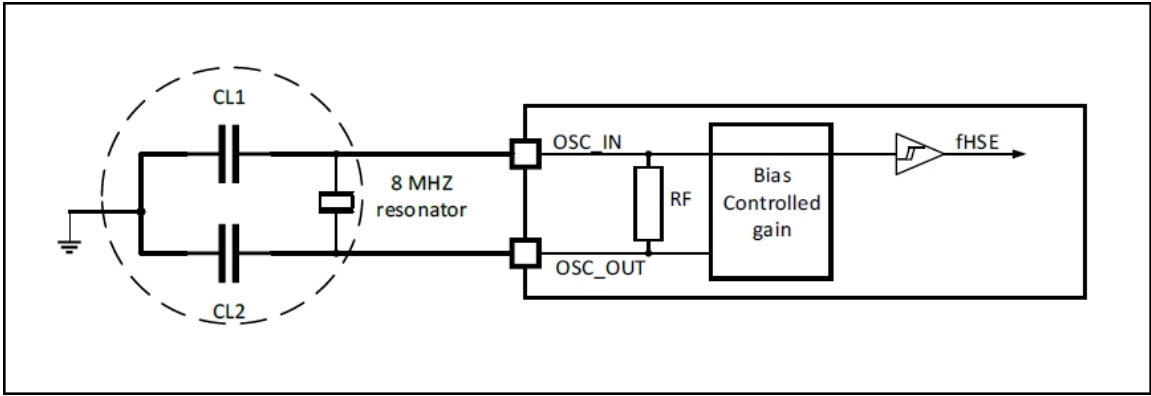 CL1
OSC_IN
fHSE
8 MHZ
resonator
RF
Bias
Controlled
gain
OSC_OUT
CL2